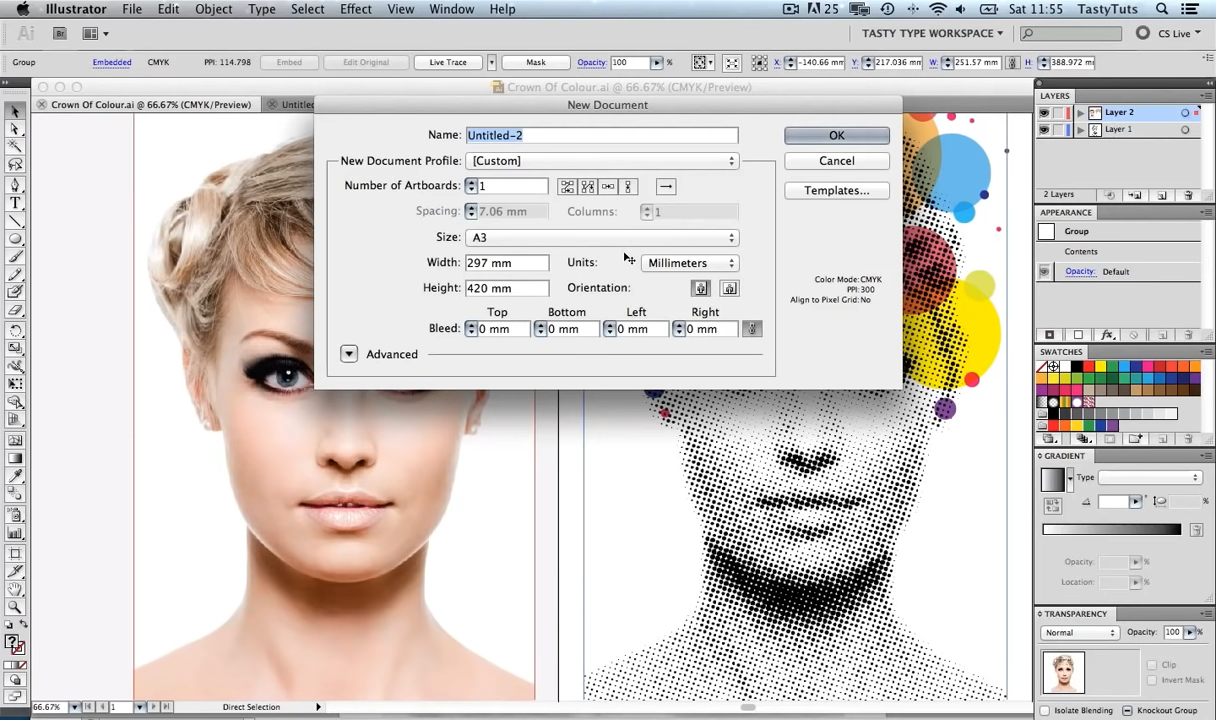 Illustrator File Edit Object Type Select Effect View Window Help 25 Sat 11:55 TastyTuts
Ai Br TASTY TYPE WORKSPACE CS Live
Group Embedded CMYK PPI: 114.798 Embed Edit Original Live Trace Mask Opacity: 100 % X: -140.66 mm Y: 217.036 mm W: 251.57 mm H: 388.972 mm
Crown Of Colour.ai @ 66.67% (CMYK/Preview)
Crown Of Colour.ai @ 66.67% (CMYK/Preview) Untitled
New Document
Name: Untitled-2 OK
New Document Profile: [Custom] Cancel
Number of Artboards: 1 Templates...
Spacing: 7.06 mm Columns: 1
Size: A3
Width: 297 mm Units: Millimeters
Height: 420 mm Orientation:
Color Mode:CMYK
PPI:300
Align to Pixel Grid:No
Top Bottom Left Right
Bleed: 0 mm 0 mm 0 mm 0 mm
Advanced
LAYERS
Layer 2
Layer 1
2 Layers
APPEARANCE
Group
Contents
Opacity: Default
fx
SWATCHES
GRADIENT
Type
%
Opacity: %
Location: %
TRANSPARENCY
Normal Opacity: 100 %
Clip
Invert Mask
Isolate Blending Knockout Group
66.67% 1 Direct Selection